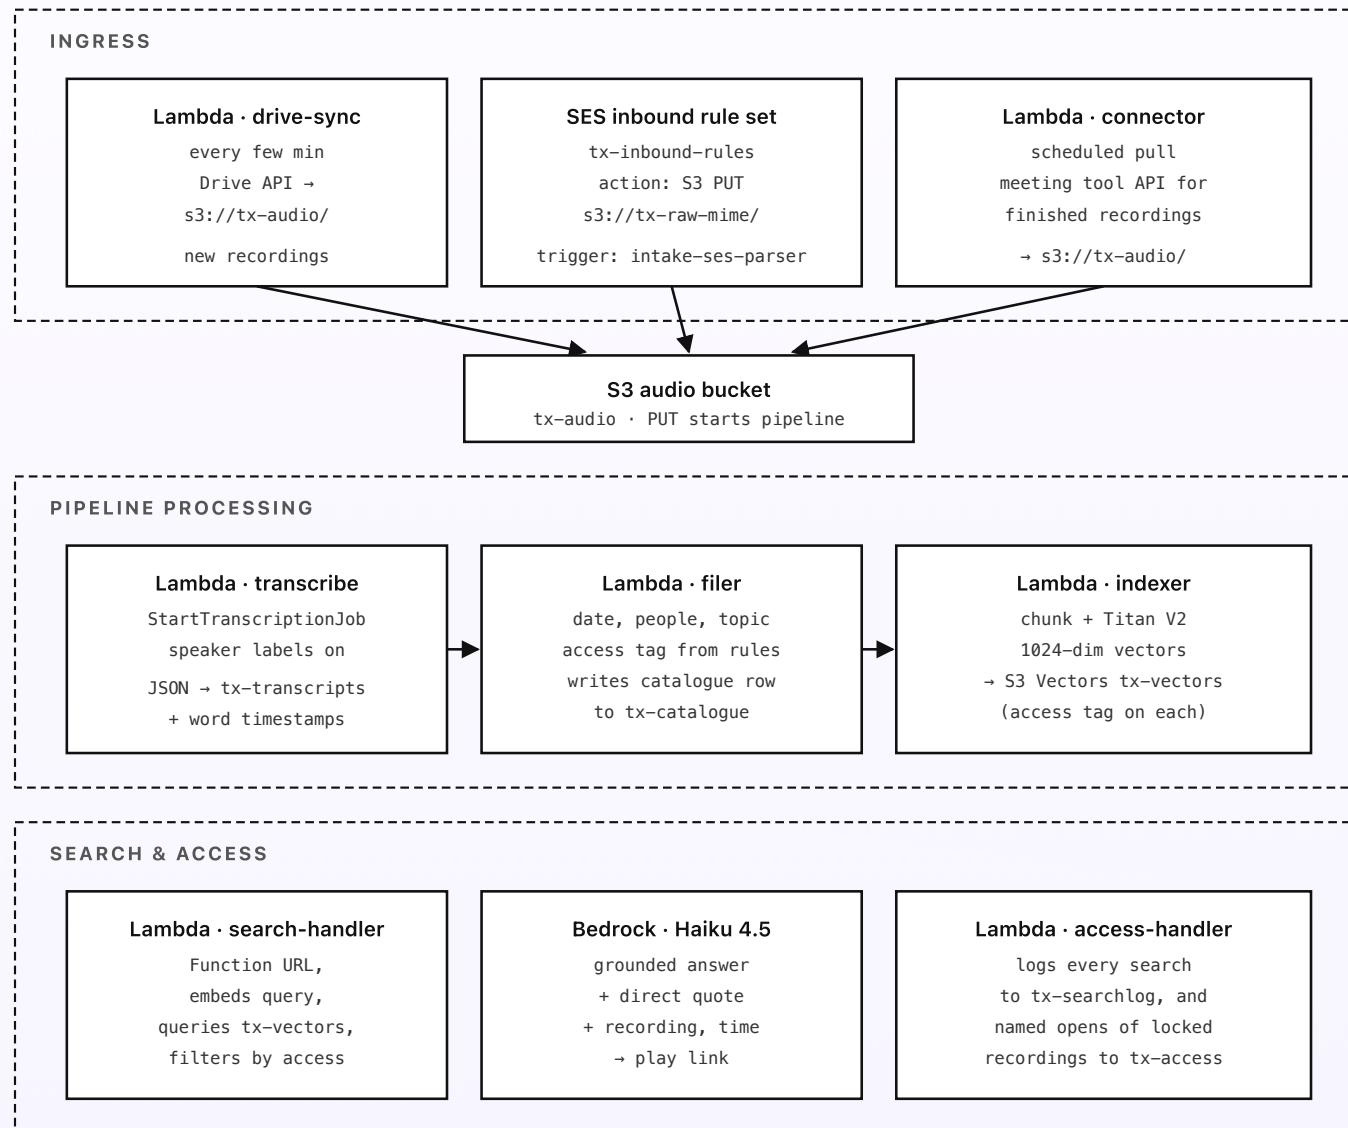 INGRESS
Lambda · drive-sync
every few min
Drive API →
s3://tx-audio/
new recordings
SES inbound rule set
tx-inbound-rules
action: S3 PUT
s3://tx-raw-mime/
trigger: intake-ses-parser
Lambda · connector
scheduled pull
meeting tool API for
finished recordings
→ s3://tx-audio/
S3 audio bucket
tx-audio · PUT starts pipeline
PIPELINE PROCESSING
Lambda · transcribe
StartTranscriptionJob
speaker labels on
JSON → tx-transcripts
+ word timestamps
Lambda · filer
date, people, topic
access tag from rules
writes catalogue row
to tx-catalogue
Lambda · indexer
chunk + Titan V2
1024-dim vectors
→ S3 Vectors tx-vectors
(access tag on each)
SEARCH & ACCESS
Lambda · search-handler
Function URL,
embeds query,
queries tx-vectors,
filters by access
Bedrock · Haiku 4.5
grounded answer
+ direct quote
+ recording, time
→ play link
Lambda · access-handler
logs every search
to tx-searchlog, and
named opens of locked
recordings to tx-access